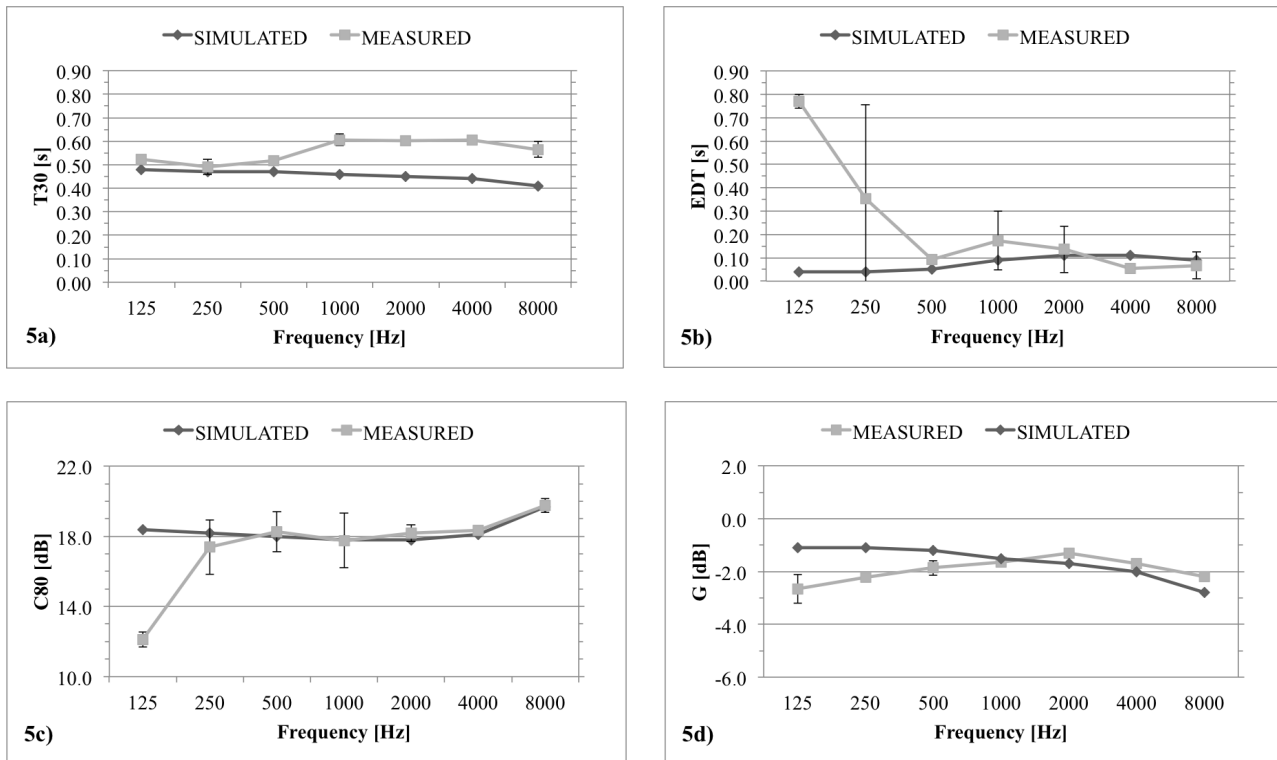 SIMULATED MEASURED
0.90
0.80
0.70
0.60
0.50
0.40
0.30
0.20
0.10
0.00
T30 [s]
125 250 500 1000 2000 4000 8000
Frequency [Hz]
5a)
SIMULATED MEASURED
0.90
0.80
0.70
0.60
0.50
0.40
0.30
0.20
0.10
0.00
EDT [s]
125 250 500 1000 2000 4000 8000
Frequency [Hz]
5b)
SIMULATED MEASURED
22.0
18.0
14.0
10.0
C80 [dB]
125 250 500 1000 2000 4000 8000
Frequency [Hz]
5c)
MEASURED SIMULATED
2.0
0.0
-2.0
-4.0
-6.0
G [dB]
125 250 500 1000 2000 4000 8000
Frequency [Hz]
5d)